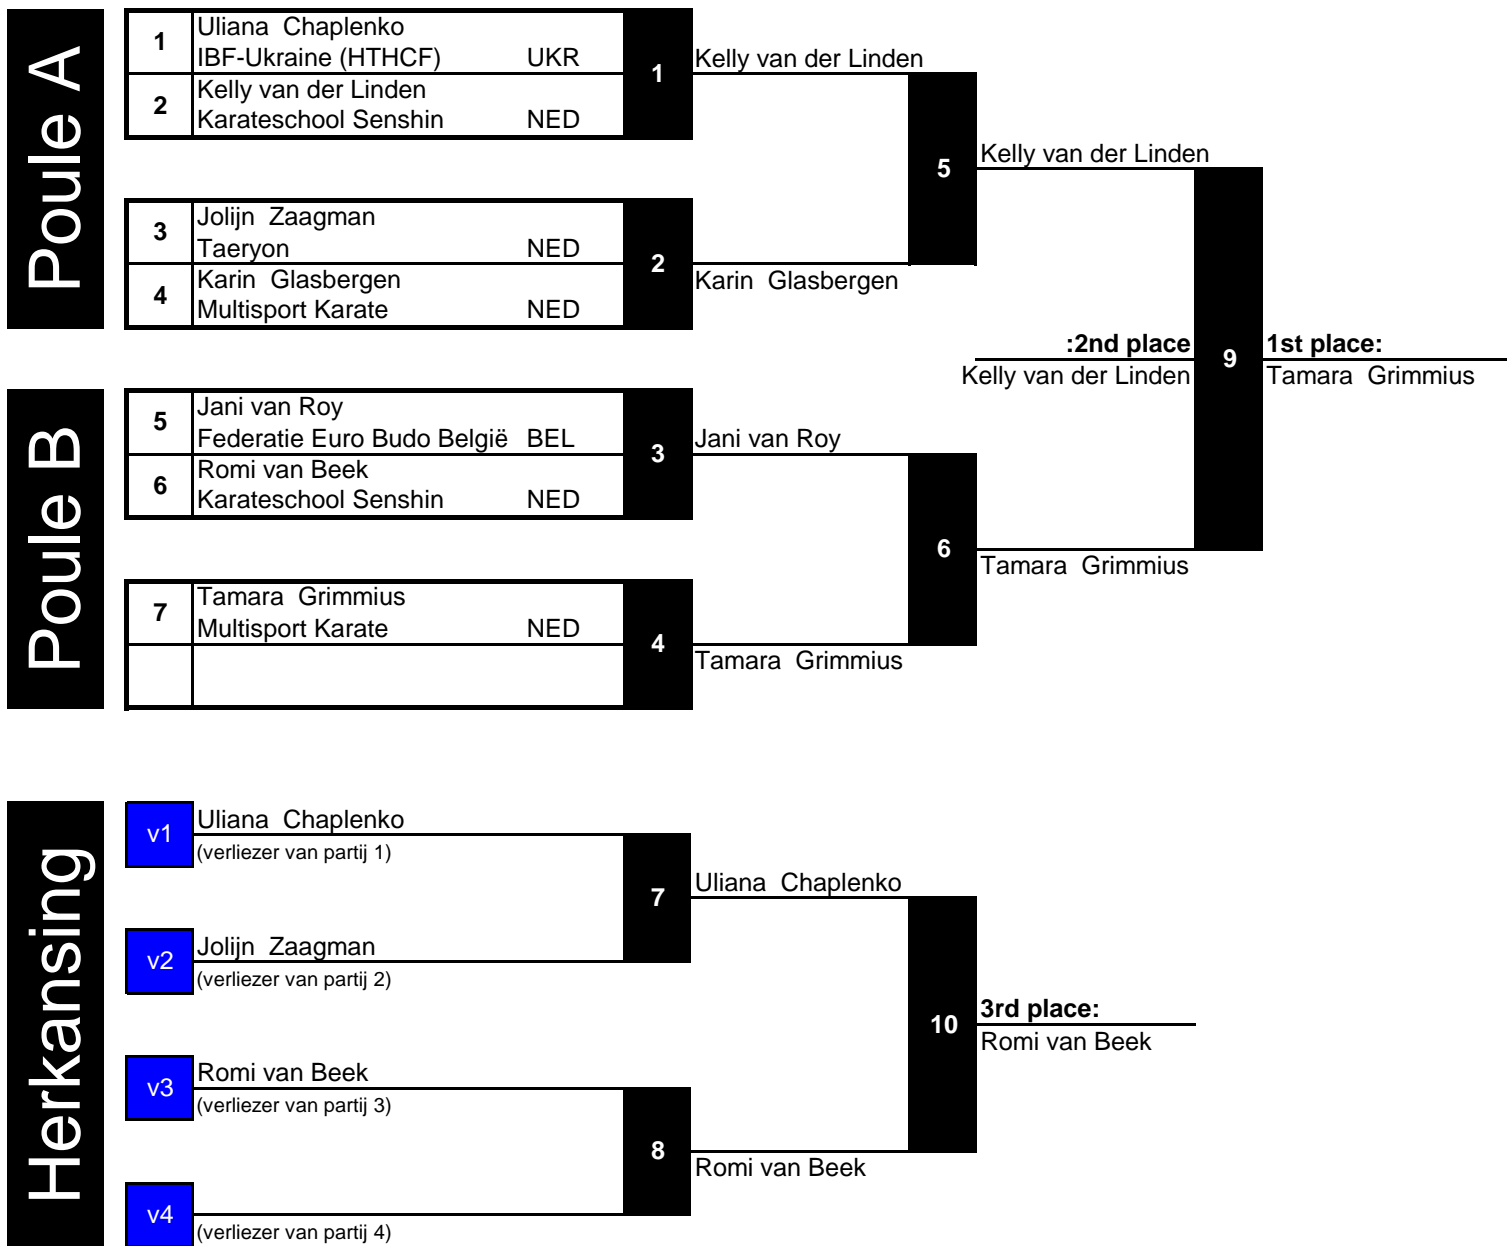 Poule A
1
Uliana Chaplenko
IBF-Ukraine (HTHCF) UKR
2
Kelly van der Linden
Karateschool Senshin NED
1
Kelly van der Linden
3
Jolijn Zaagman
Taeryon NED
4
Karin Glasbergen
Multisport Karate NED
2
Karin Glasbergen
5
Kelly van der Linden
Poule B
5
Jani van Roy
Federatie Euro Budo België BEL
6
Romi van Beek
Karateschool Senshin NED
3
Jani van Roy
7
Tamara Grimmius
Multisport Karate NED
4
Tamara Grimmius
6
Tamara Grimmius
:2nd place
Kelly van der Linden
9
1st place:
Tamara Grimmius
Herkansing
v1
Uliana Chaplenko
(verliezer van partij 1)
v2
Jolijn Zaagman
(verliezer van partij 2)
7
Uliana Chaplenko
v3
Romi van Beek
(verliezer van partij 3)
v4
(verliezer van partij 4)
8
Romi van Beek
10
3rd place:
Romi van Beek